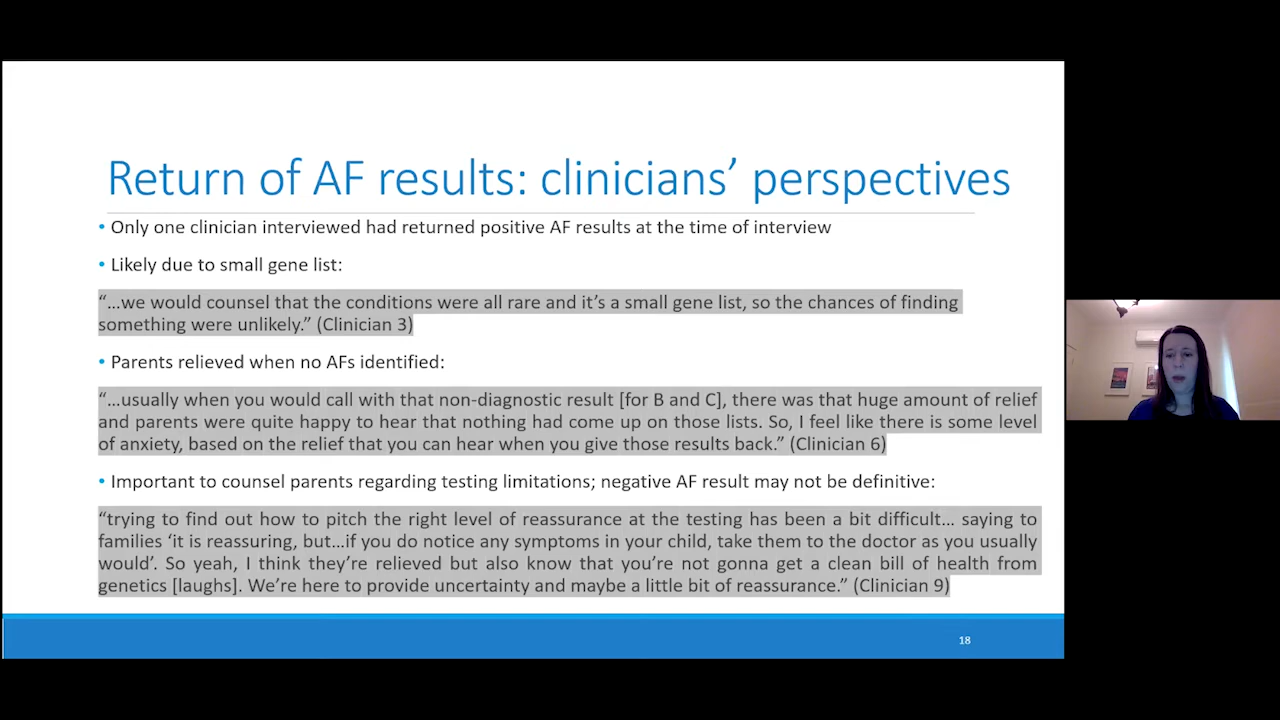 Return of AF results: clinicians’ perspectives
• Only one clinician interviewed had returned positive AF results at the time of interview
• Likely due to small gene list:
“…we would counsel that the conditions were all rare and it’s a small gene list, so the chances of finding
something were unlikely.” (Clinician 3)
• Parents relieved when no AFs identified:
“…usually when you would call with that non-diagnostic result [for B and C], there was that huge amount of relief
and parents were quite happy to hear that nothing had come up on those lists. So, I feel like there is some level
of anxiety, based on the relief that you can hear when you give those results back.” (Clinician 6)
• Important to counsel parents regarding testing limitations; negative AF result may not be definitive:
“trying to find out how to pitch the right level of reassurance at the testing has been a bit difficult… saying to
families ‘it is reassuring, but…if you do notice any symptoms in your child, take them to the doctor as you usually
would’. So yeah, I think they’re relieved but also know that you’re not gonna get a clean bill of health from
genetics [laughs]. We’re here to provide uncertainty and maybe a little bit of reassurance.” (Clinician 9)
18